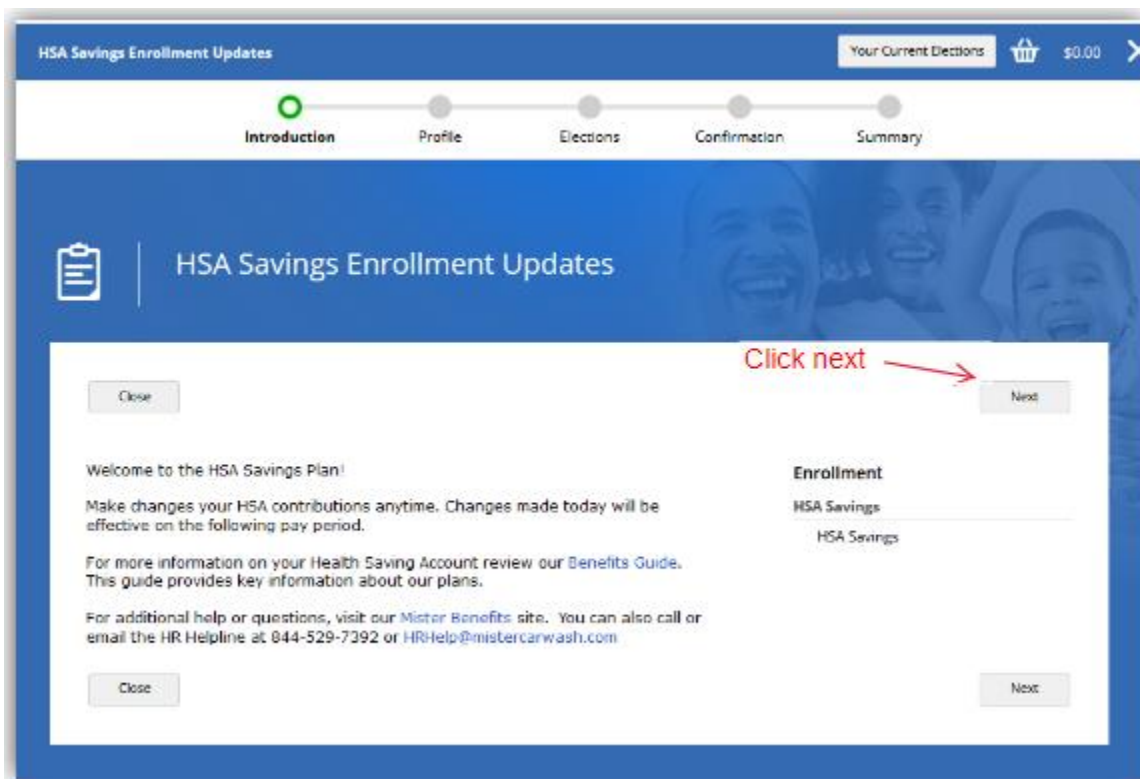 HSA Savings Enrollment Updates
Your Current Elections
$0.00
Introduction
Profile
Elections
Confirmation
Summary
HSA Savings Enrollment Updates
Click next
Close
Next
Welcome to the HSA Savings Plan!
Make changes your HSA contributions anytime. Changes made today will be
effective on the following pay period.
For more information on your Health Saving Account review our Benefits Guide.
This guide provides key information about our plans.
For additional help or questions, visit our Mister Benefits site. You can also call or
email the HR Helpline at 844-529-7392 or HRHelp@mistercarwash.com
Enrollment
HSA Savings
HSA Savings
Close
Next